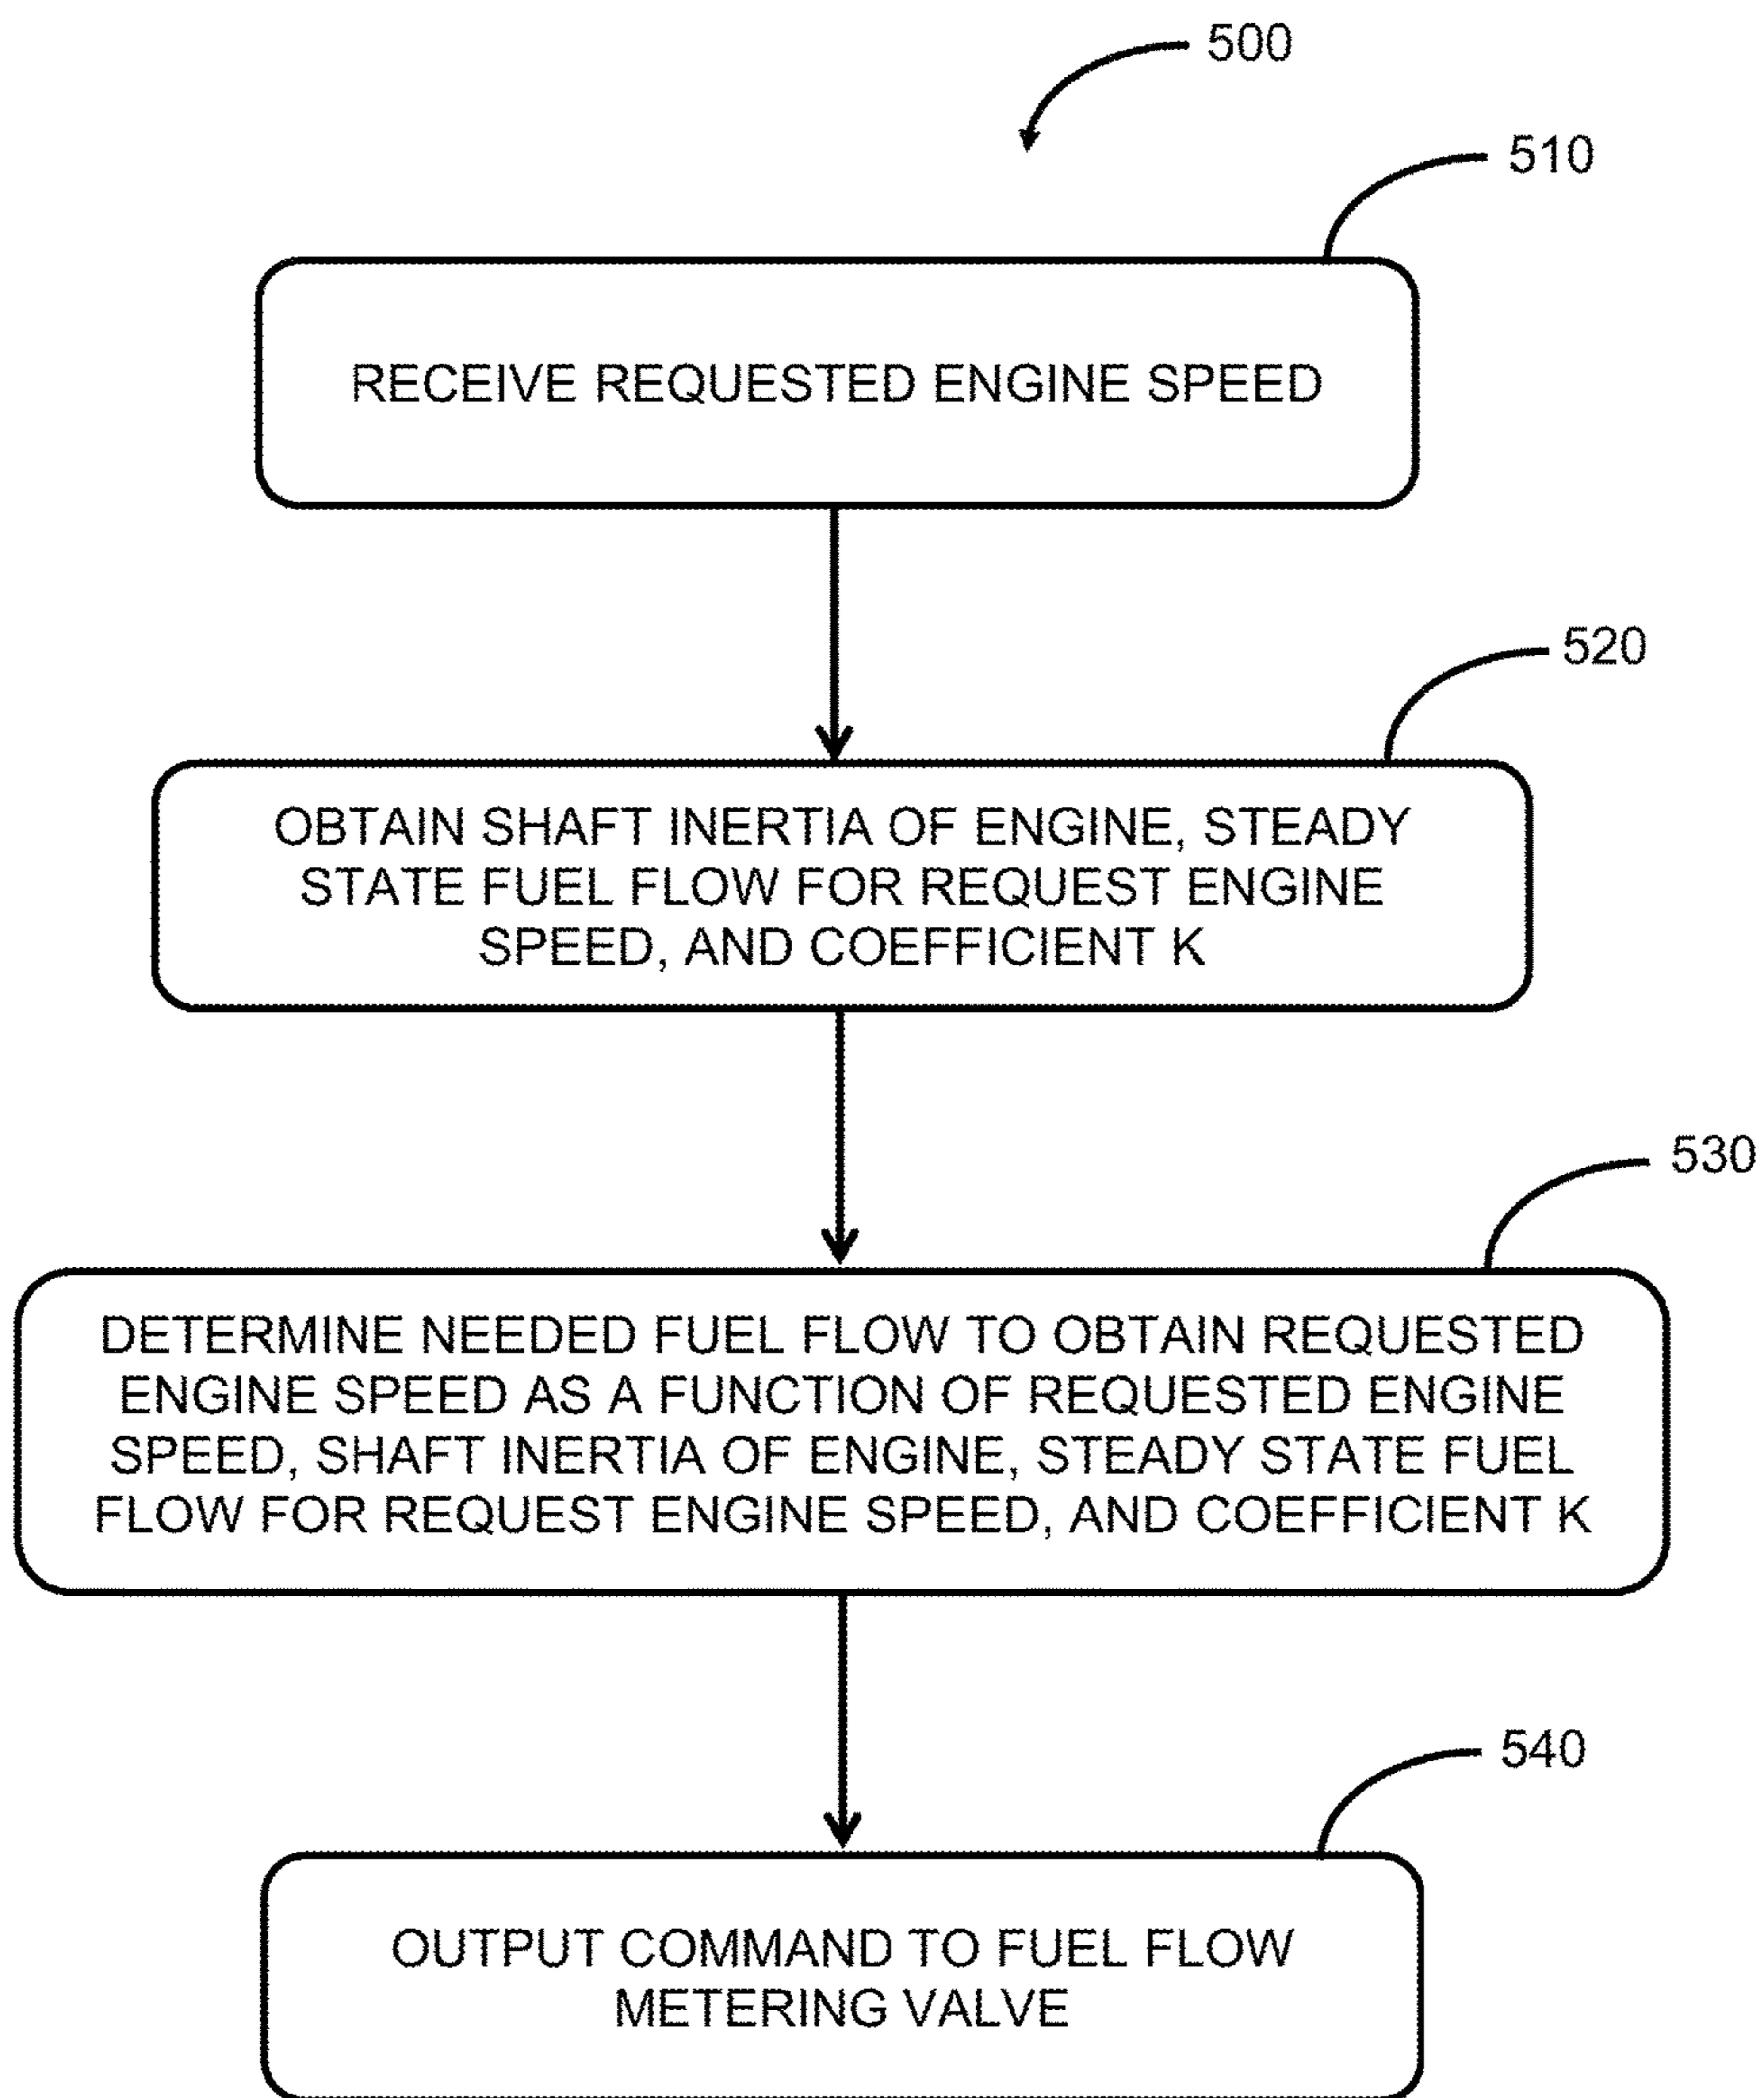 500
510
RECEIVE REQUESTED ENGINE SPEED
520
OBTAIN SHAFT INERTIA OF ENGINE, STEADY
STATE FUEL FLOW FOR REQUEST ENGINE
SPEED, AND COEFFICIENT K
530
DETERMINE NEEDED FUEL FLOW TO OBTAIN REQUESTED
ENGINE SPEED AS A FUNCTION OF REQUESTED ENGINE
SPEED, SHAFT INERTIA OF ENGINE, STEADY STATE FUEL
FLOW FOR REQUEST ENGINE SPEED, AND COEFFICIENT K
540
OUTPUT COMMAND TO FUEL FLOW
METERING VALVE